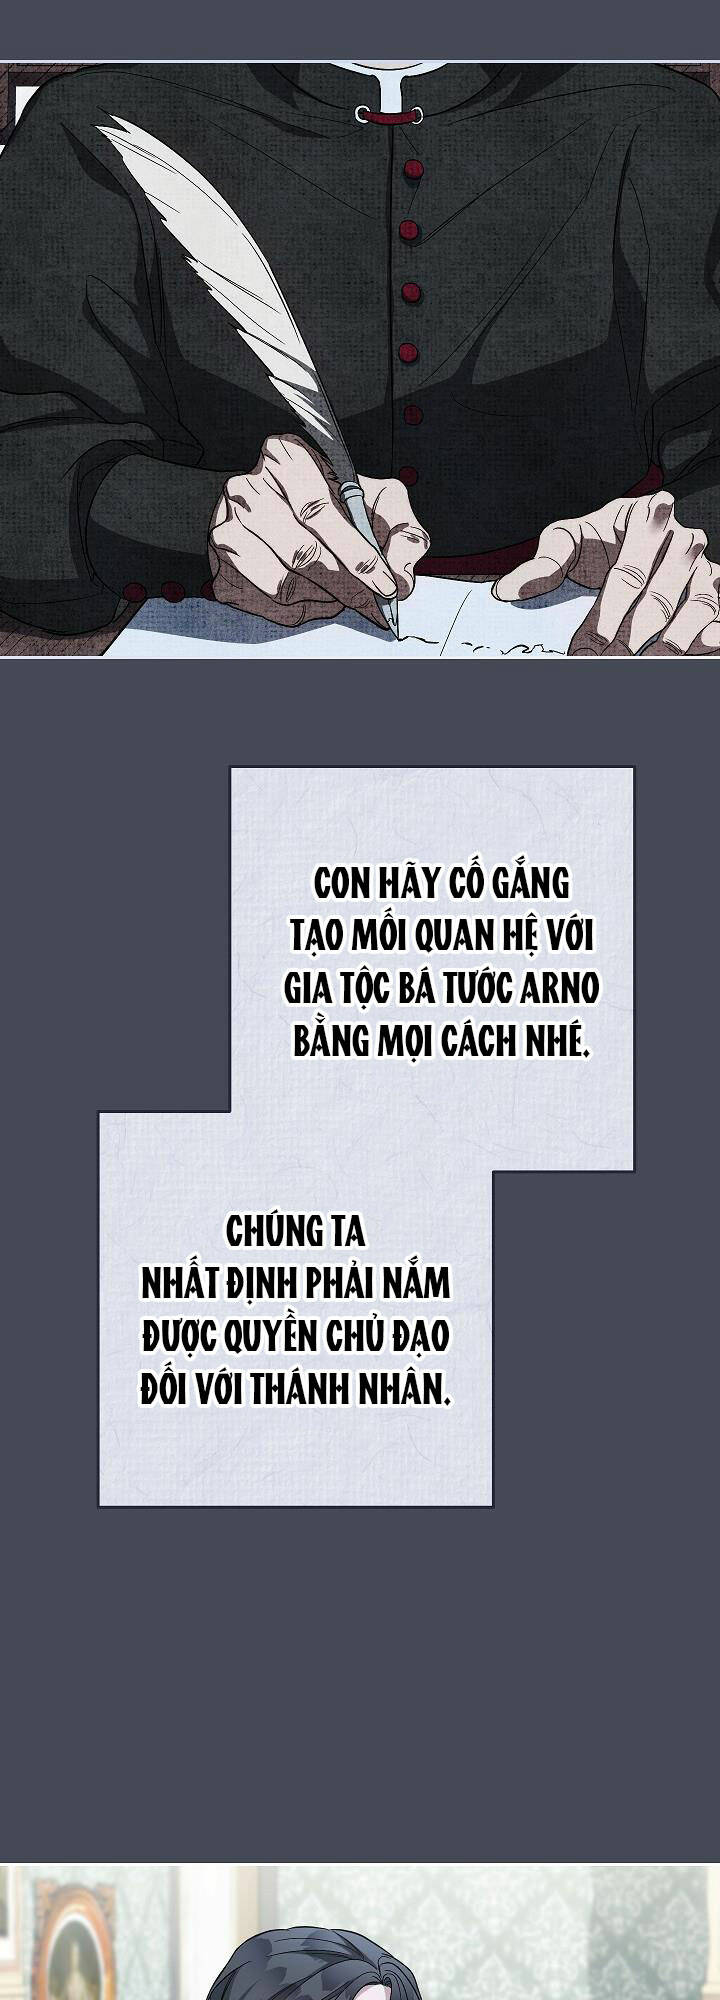 CON HÃY CỐ GẮNG
TẠO MỐI QUAN HỆ VỚI
GIA TỘC BÁ TƯỚC ARNO
BẰNG MỌI CÁCH NHÉ.
CHÚNG TA
NHẤT ĐỊNH PHẢI NẮM
ĐƯỢC QUYỀN CHỦ ĐẠO
ĐỐI VỚI THÁNH NHÂN.